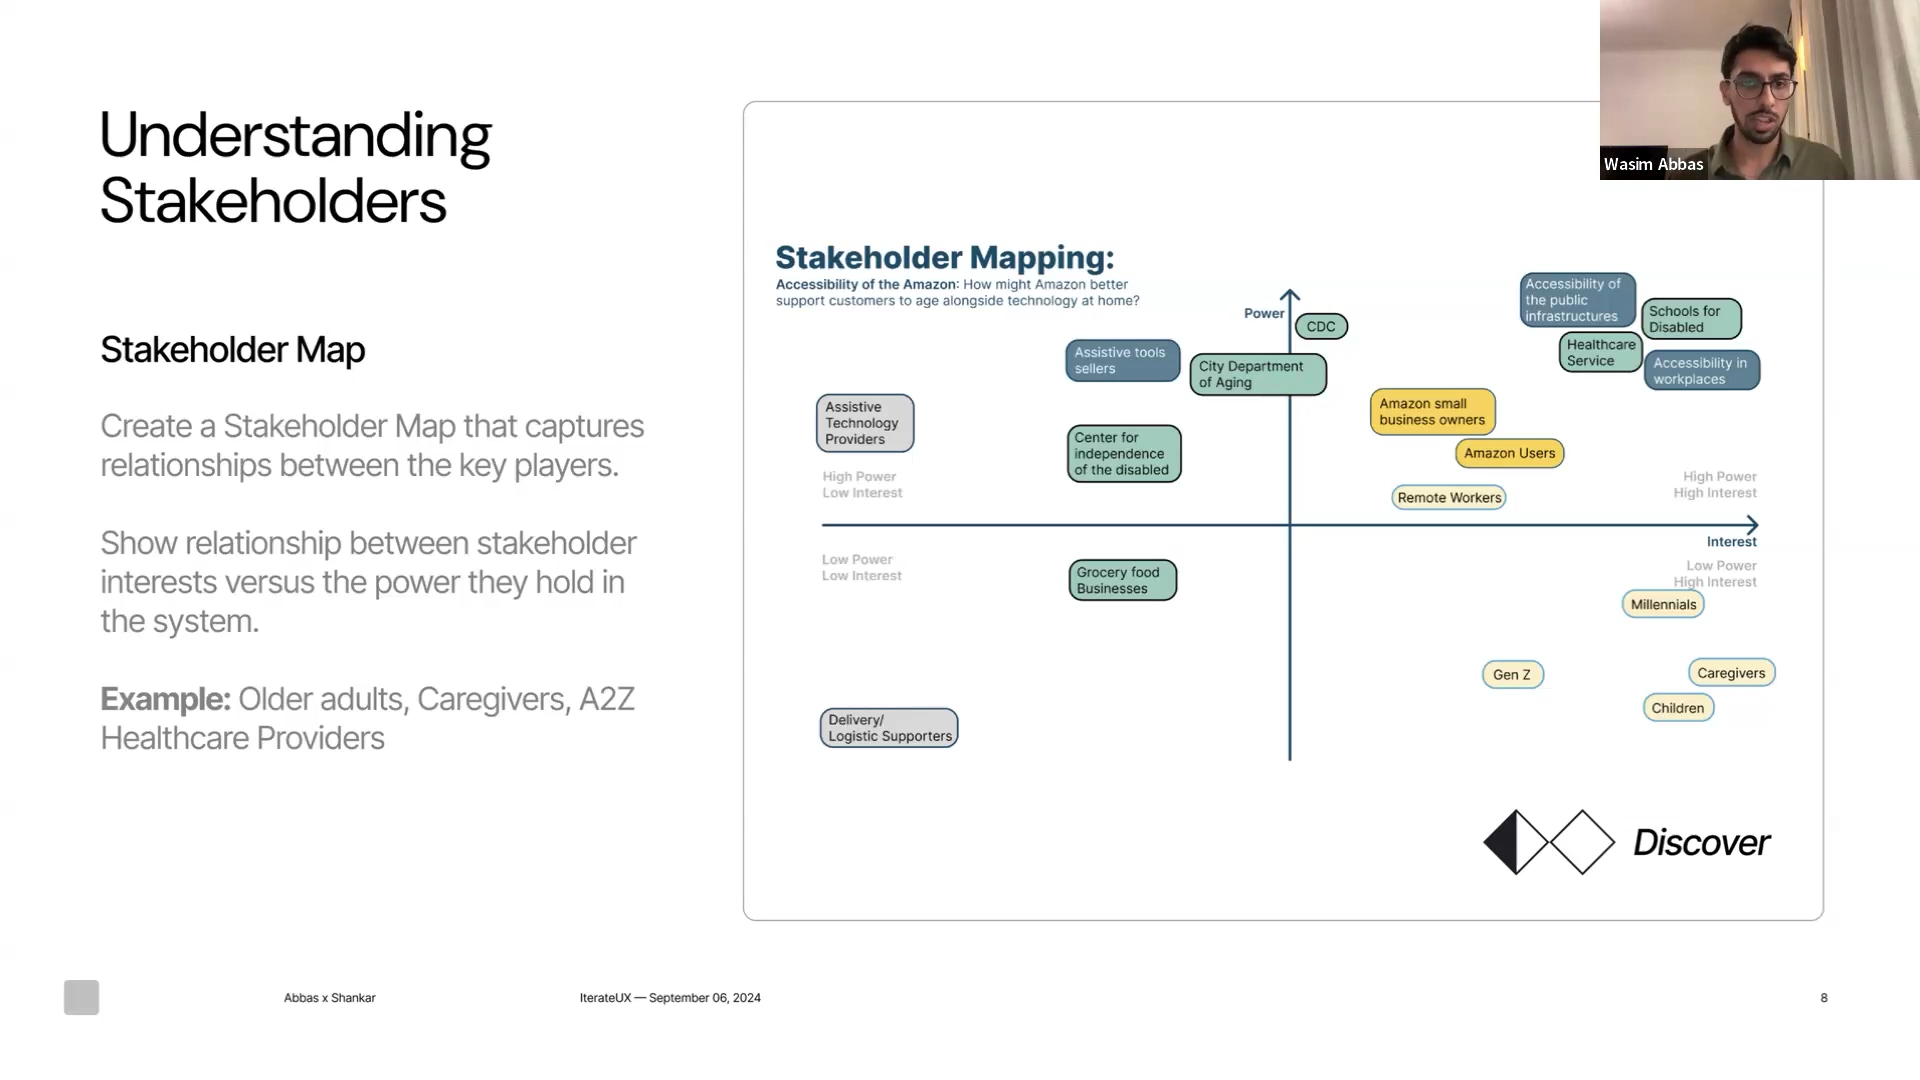 Understanding
Stakeholders
Stakeholder Map
Create a Stakeholder Map that captures
relationships between the key players.
Show relationship between stakeholder
interests versus the power they hold in
the system.
Example: Older adults, Caregivers, A2Z
Healthcare Providers
Wasim Abbas
Stakeholder Mapping:
Accessibility of the Amazon: How might Amazon better
support customers to age alongside technology at home?
Power
CDC
Accessibility of
the public
infrastructures
Schools for
Disabled
Assistive tools
sellers
City Department
of Aging
Healthcare
Service
Accessibility in
workplaces
Assistive
Technology
Providers
Amazon small
business owners
Center for
independence
of the disabled
Amazon Users
High Power
Low Interest
Remote Workers
High Power
High Interest
Interest
Low Power
Low Interest
Grocery food
Businesses
Low Power
High Interest
Millennials
Gen Z
Caregivers
Children
Delivery/
Logistic Supporters
Discover
Abbas x Shankar
IterateUX — September 06, 2024
8